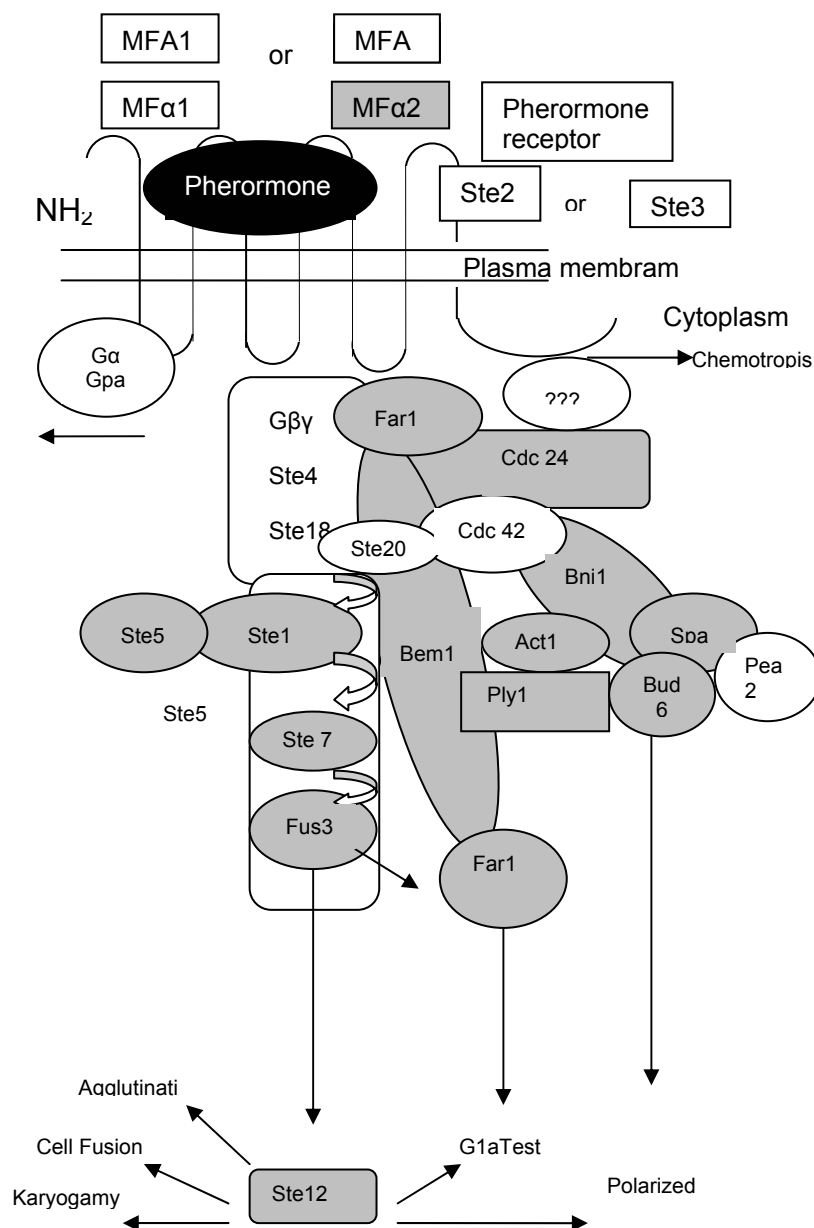 MFA1
or
MFA
MFα1
MFα2
Pherormone
receptor
Pherormone
Ste2
or
Ste3
NH2
Plasma membram
Cytoplasm
Gα
Gpa
Chemotropis
???
Gβγ
Far1
Cdc 24
Ste4
Ste18
Ste20
Cdc 42
Bni1
Ste5
Ste1
Bem1
Act1
Spa
Pea
2
Ste5
Ply1
Bud
6
Ste 7
Fus3
Far1
Agglutinati
Cell Fusion
G1aTest
Karyogamy
Ste12
Polarized